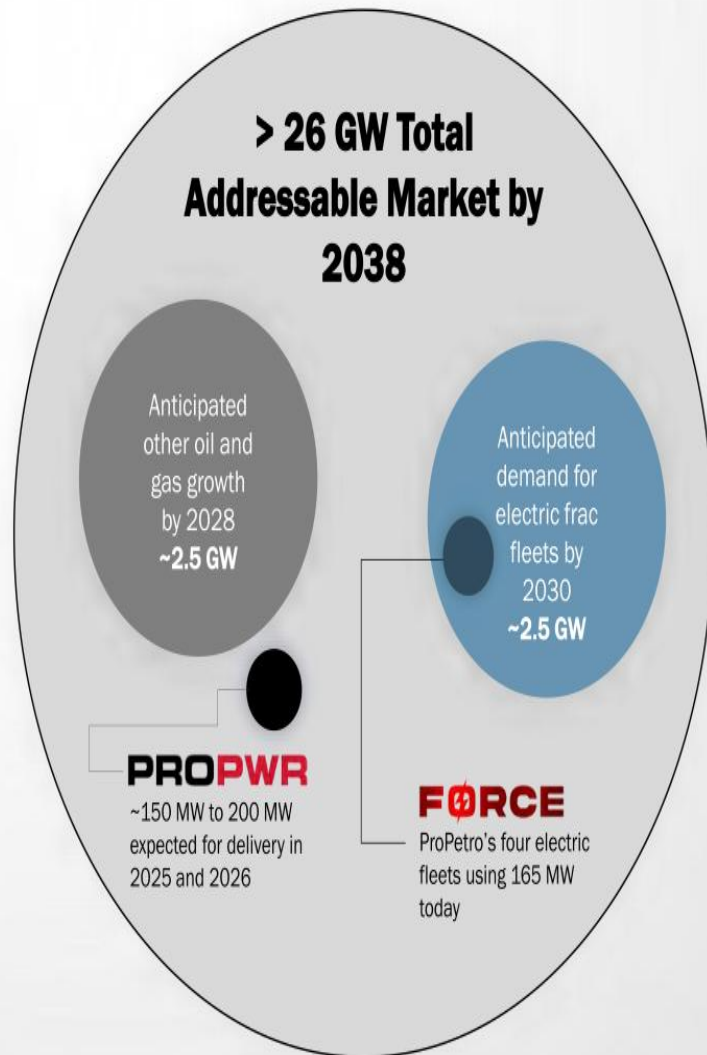 > 26 GW Total
Addressable Market by
2038
Anticipated
other oil and
gas growth
by 2028
~2.5 GW
Anticipated
demand for
electric frac
fleets by
2030
~2.5 GW
PROPWR
~150 MW to 200 MW
expected for delivery in
2025 and 2026
FORCE
ProPetro's four electric
fleets using 165 MW
today